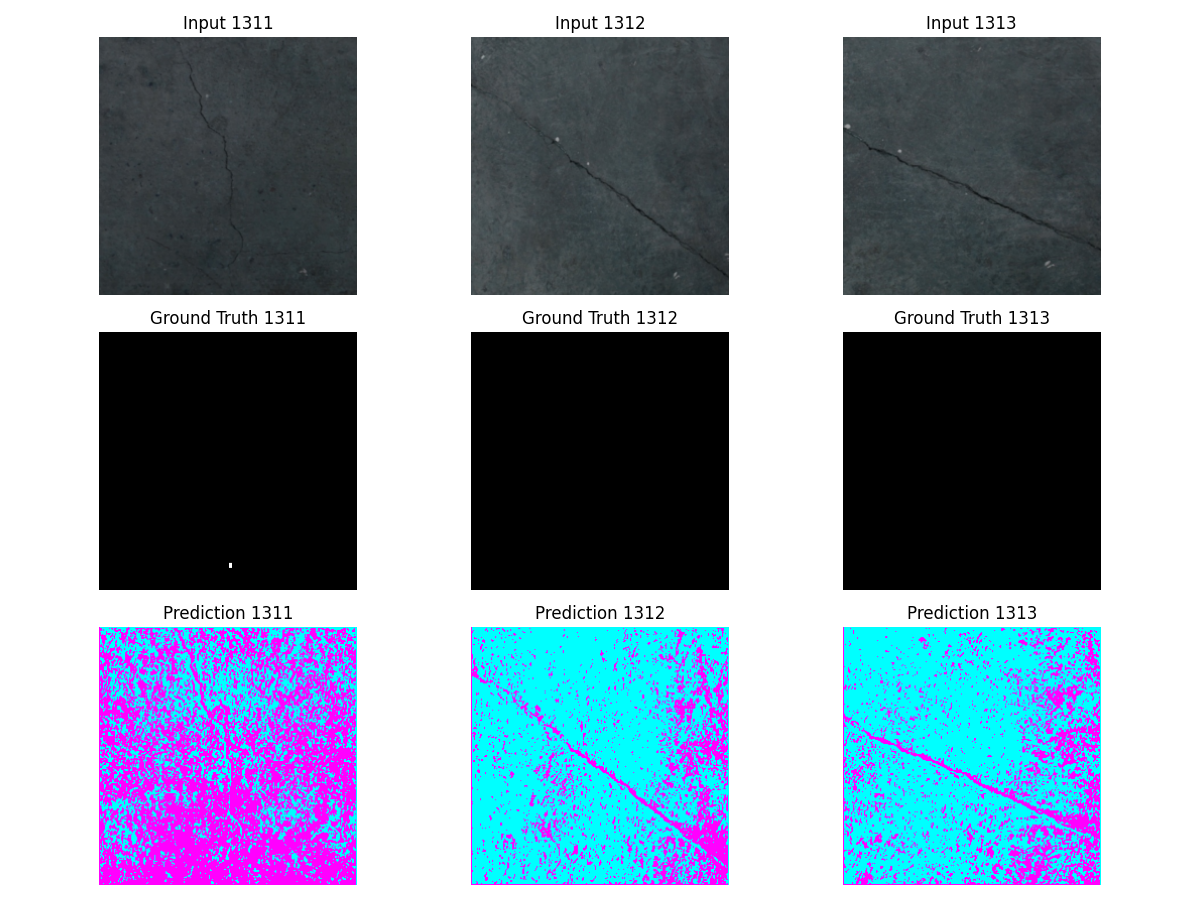 Input 1311
Input 1312
Input 1313
Ground Truth 1311
Ground Truth 1312
Ground Truth 1313
Prediction 1311
Prediction 1312
Prediction 1313